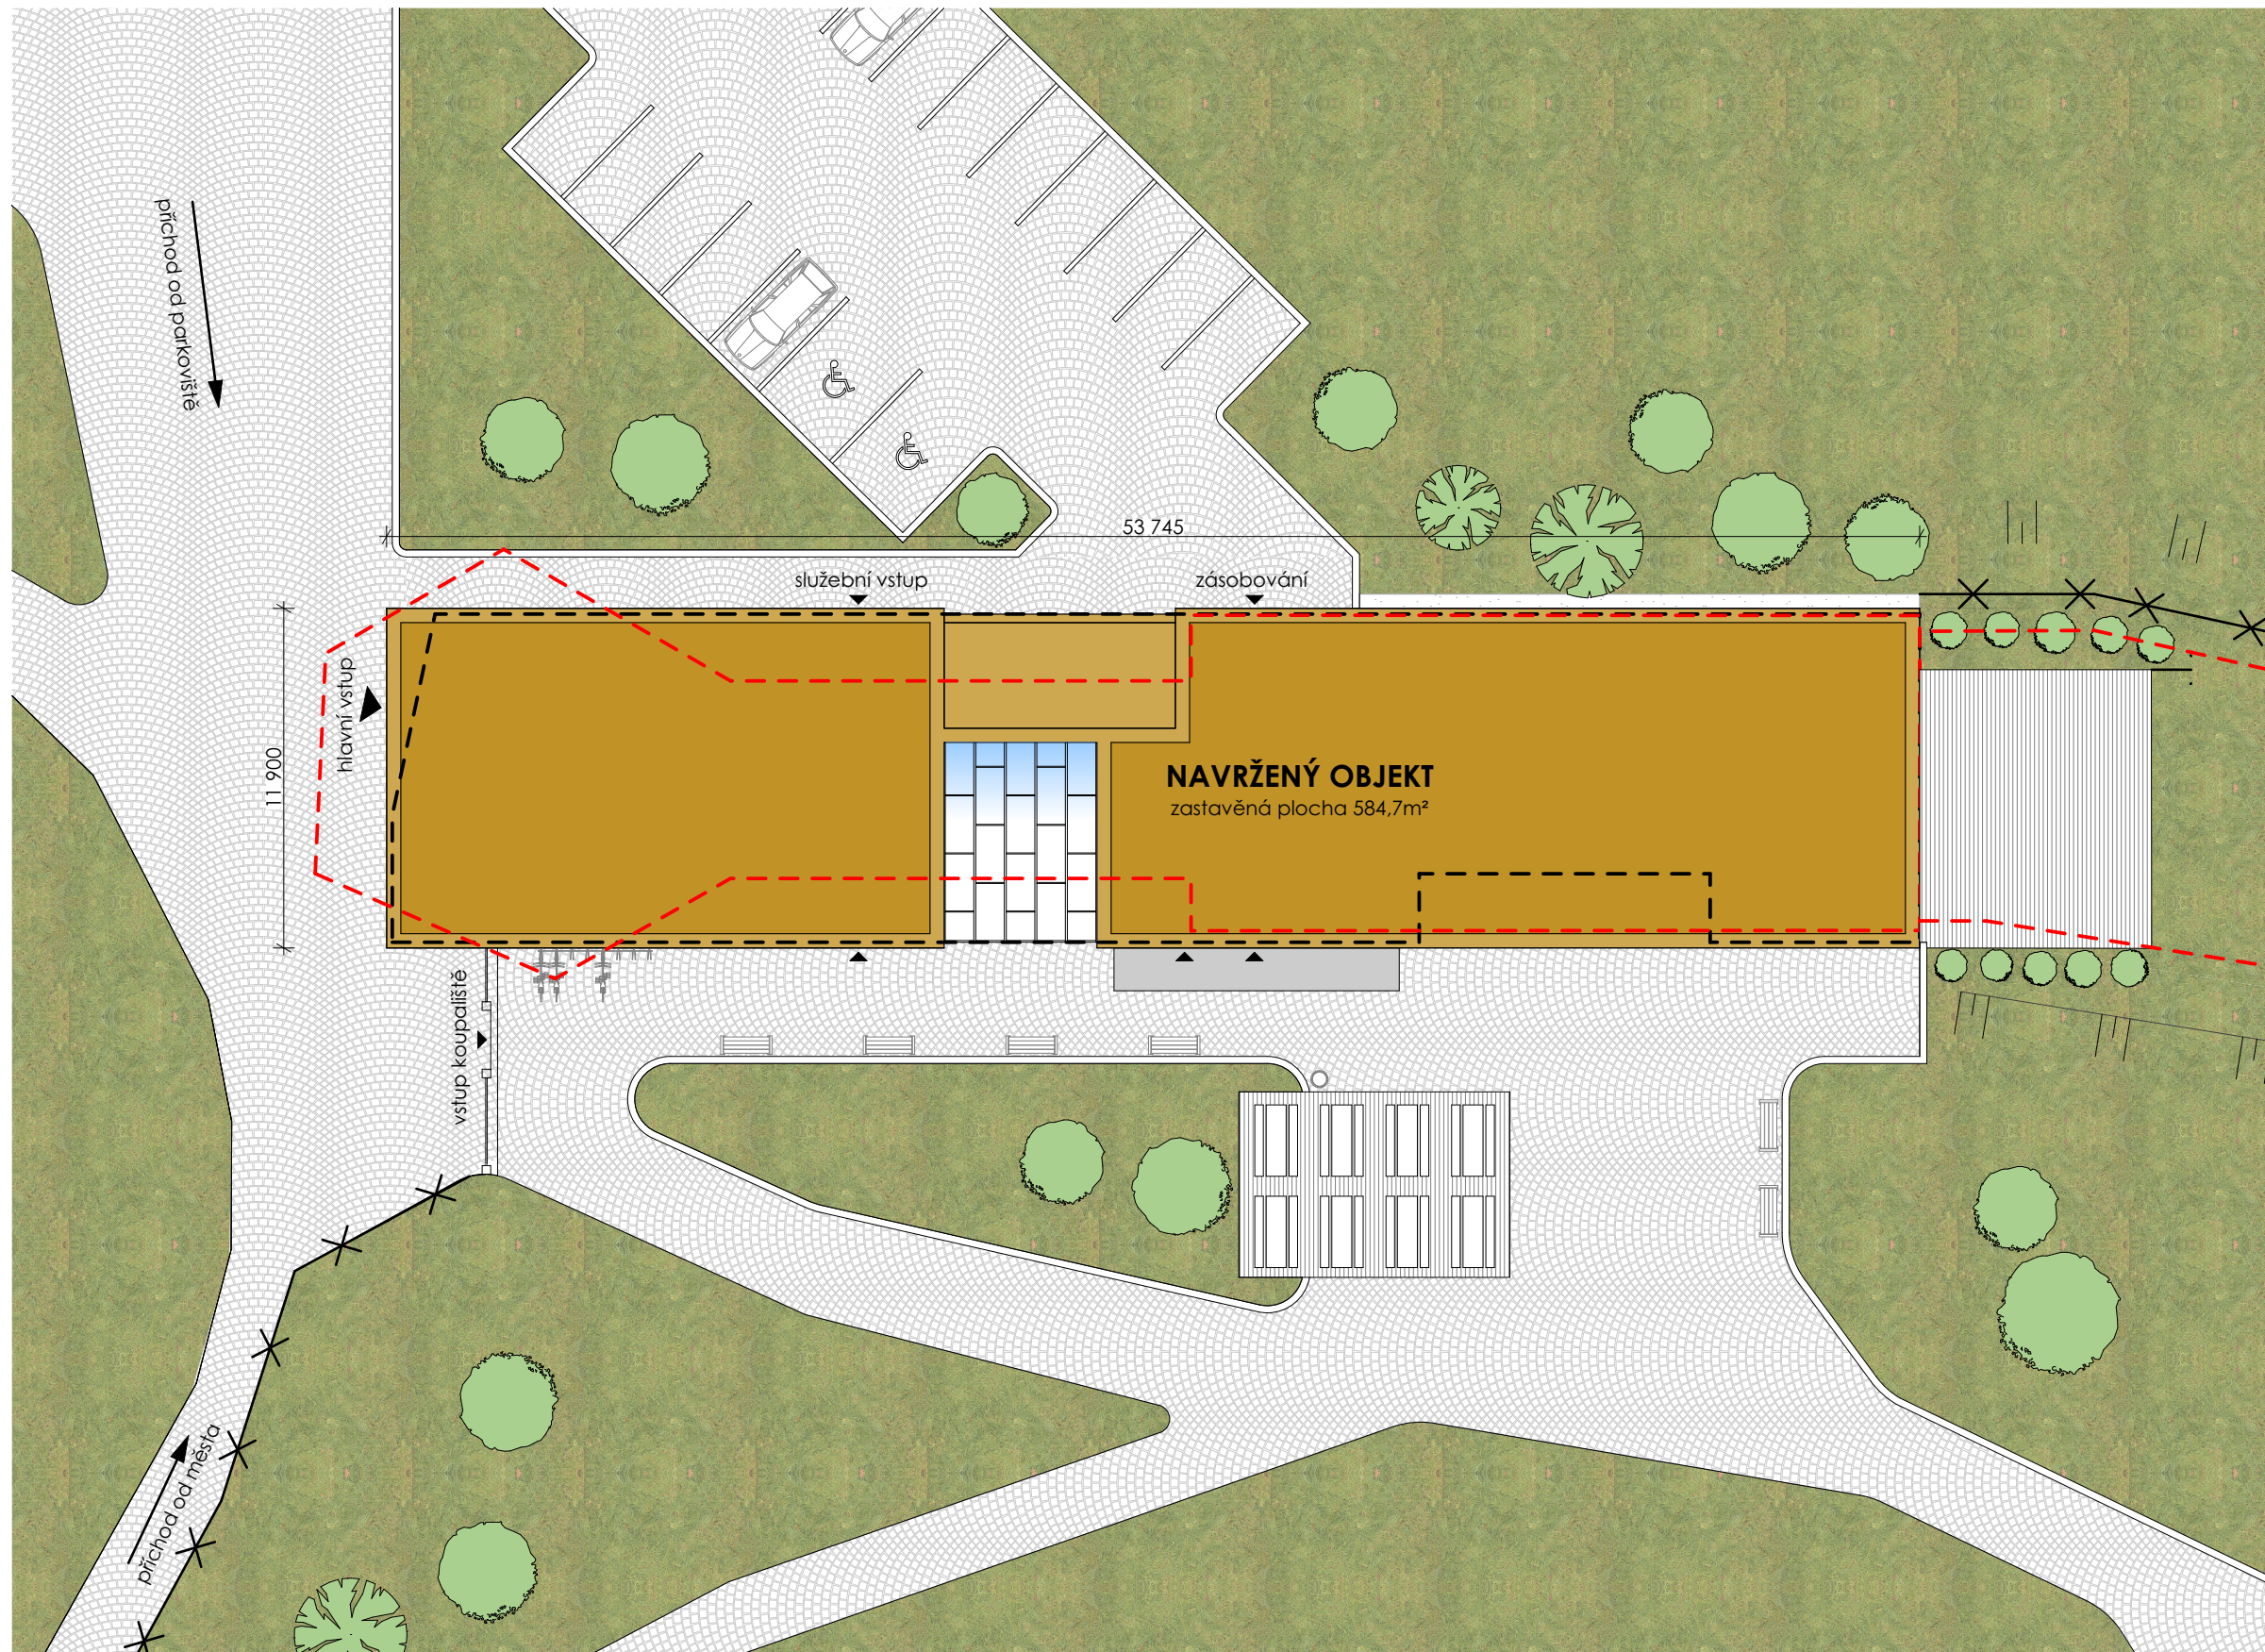 příchod od parkoviště
53 745
služební vstup
zásobování
hlavní vstup
11 900
NAVRŽENÝ OBJEKT
zastavěná plocha 584,7m²
vstup koupaliště
příchod od města